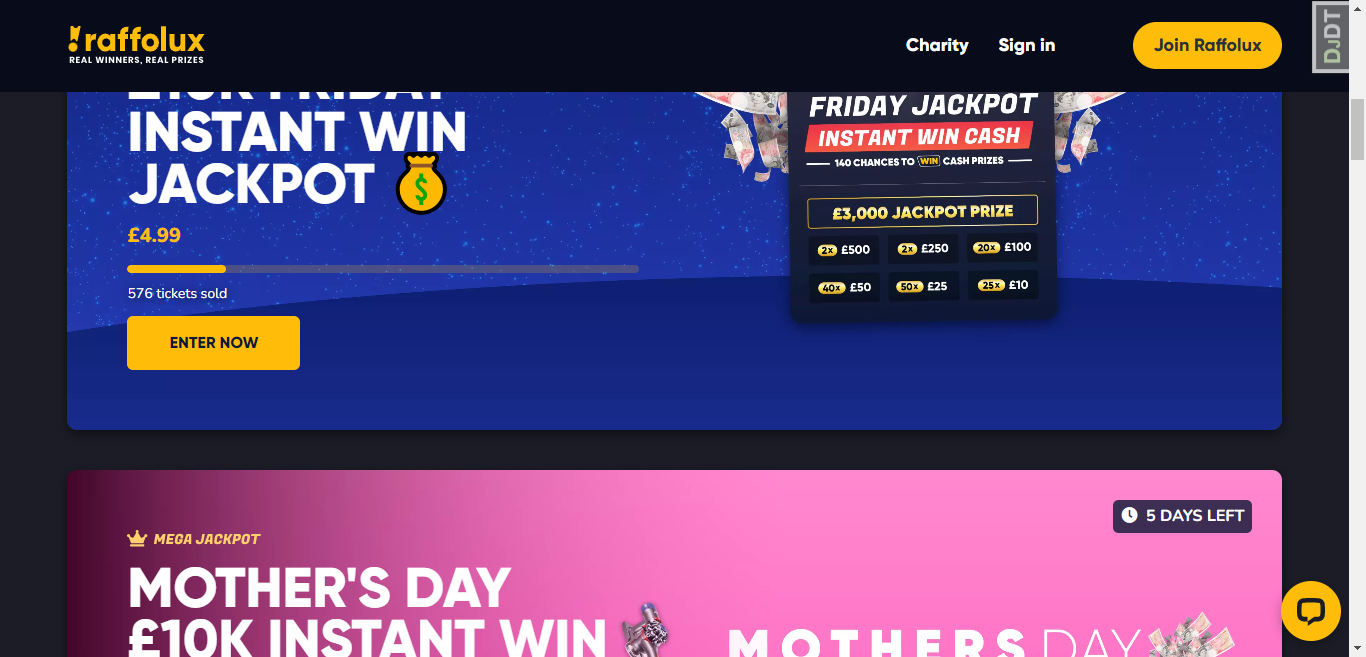 raffolux
REAL WINNERS, REAL PRIZES
Charity
Sign in
Join Raffolux
DJDT
INSTANT WIN
JACKPOT
£4.99
576 tickets sold
ENTER NOW
FRIDAY JACKPOT
INSTANT WIN CASH
140 CHANCES TO WIN CASH PRIZES
£3,000 JACKPOT PRIZE
2X £500
2X £250
20X £100
40X £50
50X £25
25X £10
5 DAYS LEFT
MEGA JACKPOT
MOTHER'S DAY
£10K INSTANT WIN
MOTHERS DAY